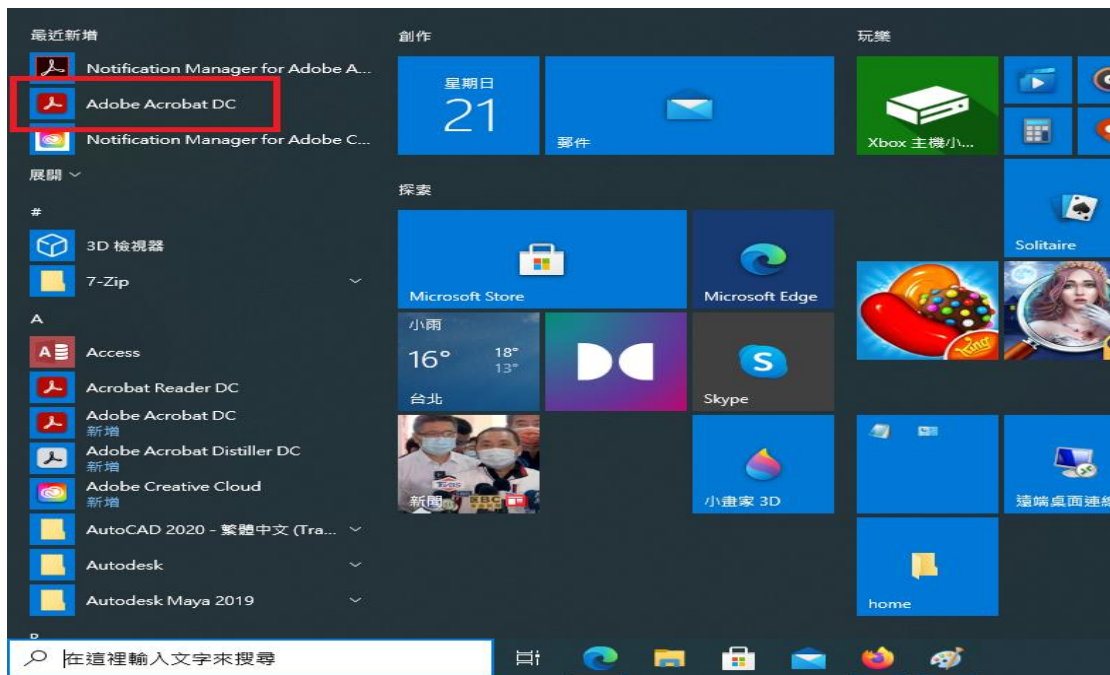 最近新增
Notification Manager for Adobe A...
Adobe Acrobat DC
Notification Manager for Adobe C...
展開
#
3D 檢視器
7-Zip
A
Access
Acrobat Reader DC
Adobe Acrobat DC
新增
Adobe Acrobat Distiller DC
新增
Adobe Creative Cloud
新增
AutoCAD 2020 - 繁體中文 (Tra...
Autodesk
Autodesk Maya 2019
創作
星期日
21
郵件
探索
Microsoft Store
Microsoft Edge
小雨
16°
18°
13°
台北
Skype
新聞
小畫家 3D
玩樂
Xbox 主機小...
Solitaire
King
遠端桌面連線
home
在這裡輸入文字來搜尋